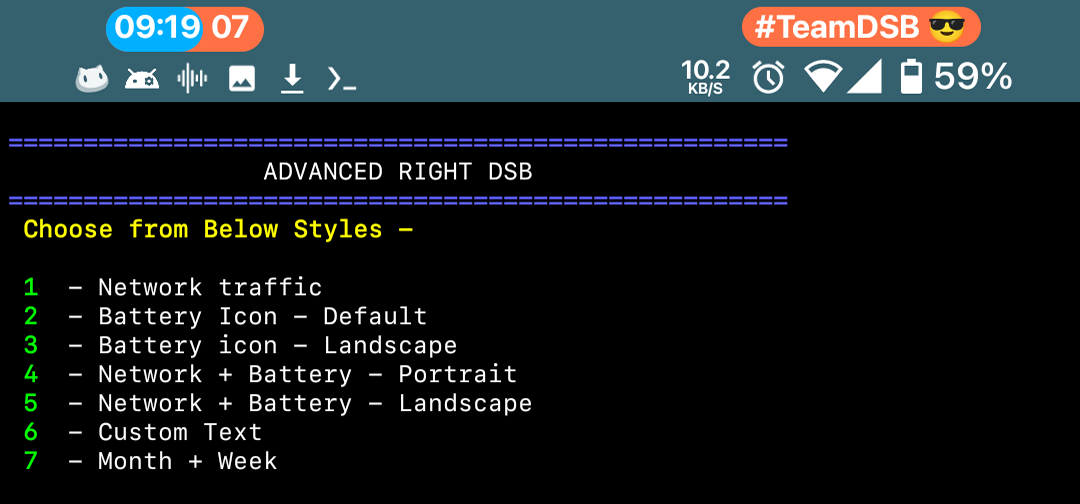 09:19 07 #TeamDSB 😎
10.2 KB/S 59%
====================================================
ADVANCED RIGHT DSB
====================================================
Choose from Below Styles -
1 - Network traffic
2 - Battery Icon - Default
3 - Battery icon - Landscape
4 - Network + Battery - Portrait
5 - Network + Battery - Landscape
6 - Custom Text
7 - Month + Week